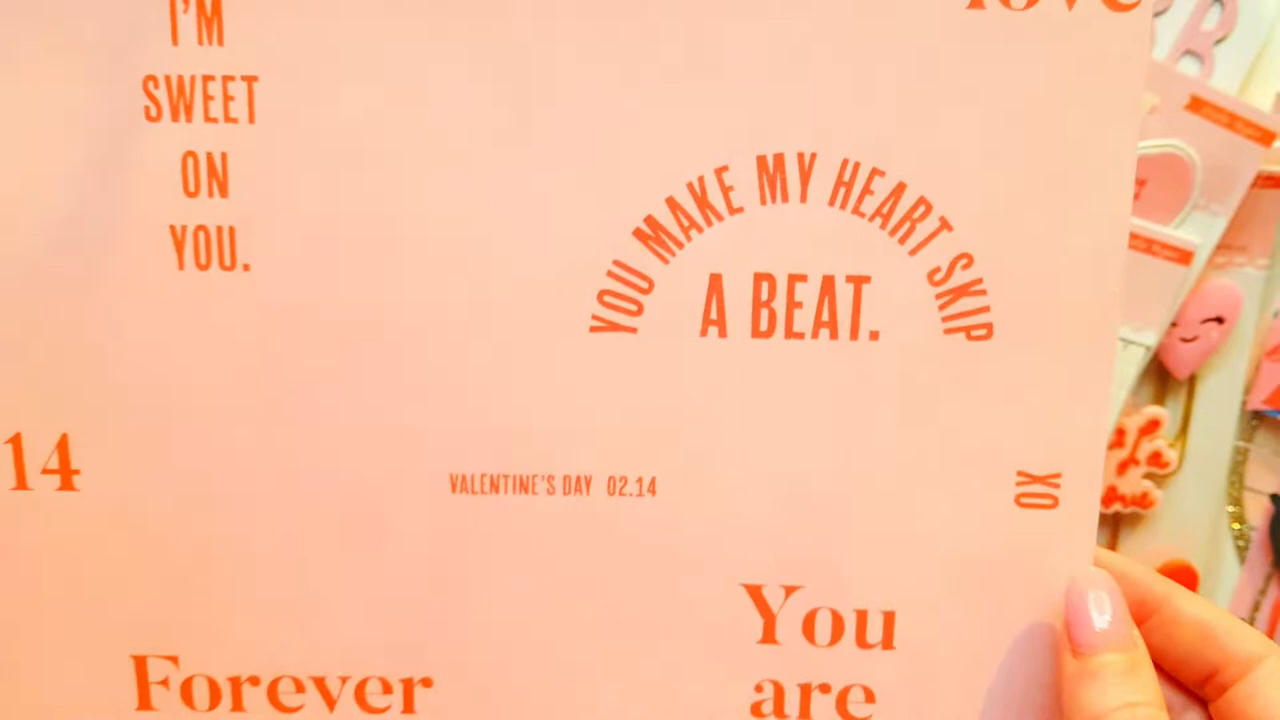 love
I'M
SWEET
ON
YOU.
YOU MAKE MY HEART SKIP
A BEAT.
14
VALENTINE'S DAY 02.14
XO
You
are
Forever